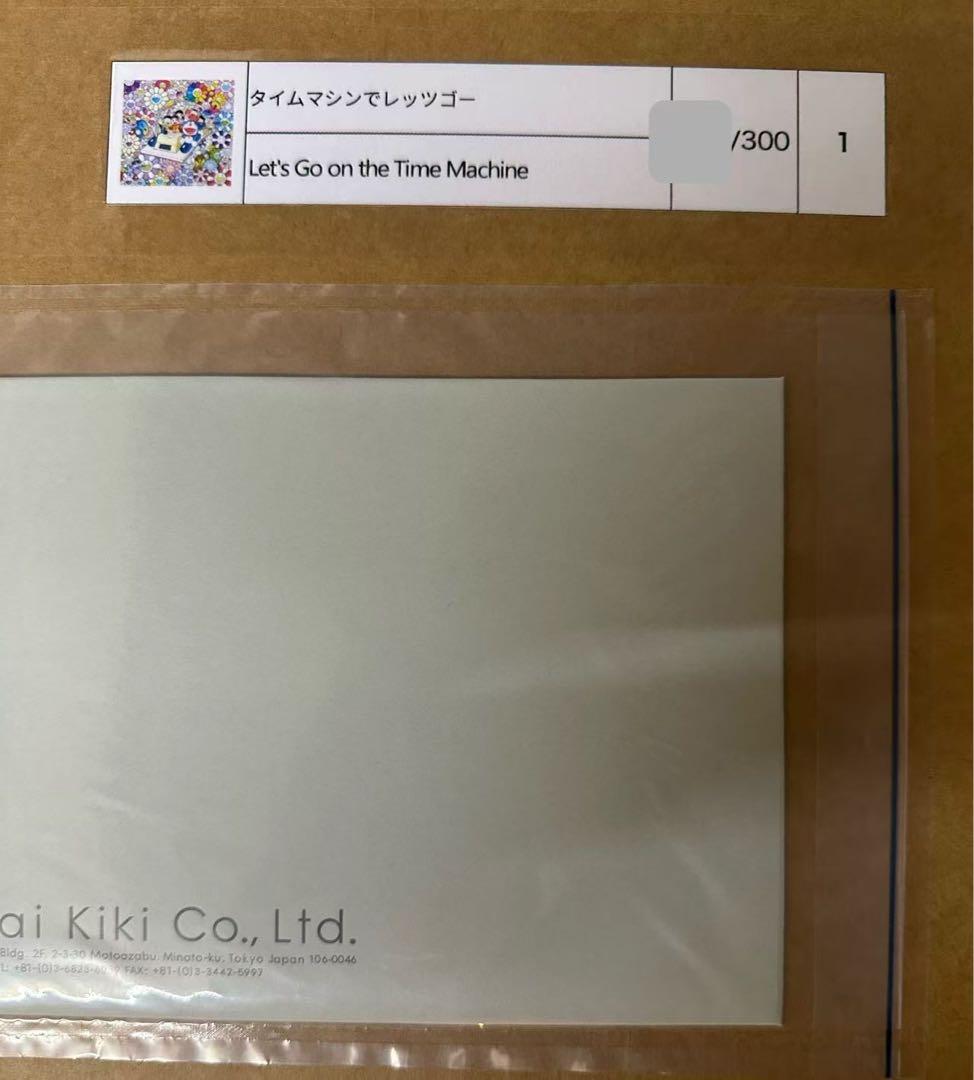 タイムマシンでレッツゴー
Let's Go on the Time Machine
/300
1
ai Kiki Co., Ltd.
Bldg. 2F, 2-3-30 Motoazabu, Minato-ku, Tokyo Japan 106-0046
FAX: +81-(0)3-3442-5997